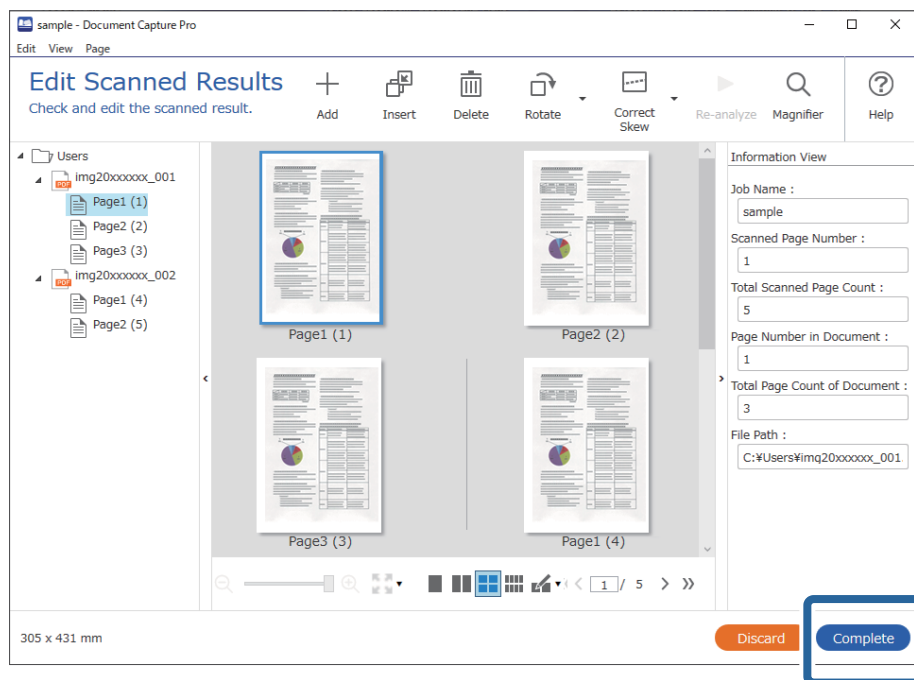 sample - Document Capture Pro
Edit View Page
Edit Scanned Results
Check and edit the scanned result.
Add
Insert
Delete
Rotate
Correct
Skew
Re-analyze
Magnifier
Help
Users
PDF
img20xxxxxx_001
Page1 (1)
Page2 (2)
Page3 (3)
PDF
img20xxxxxx_002
Page1 (4)
Page2 (5)
Page1 (1)
Page2 (2)
Page3 (3)
Page1 (4)
1 / 5
Information View
Job Name :
sample
Scanned Page Number :
1
Total Scanned Page Count :
5
Page Number in Document :
1
Total Page Count of Document :
3
File Path :
C:¥Users¥img20xxxxxx_001
305 x 431 mm
Discard
Complete